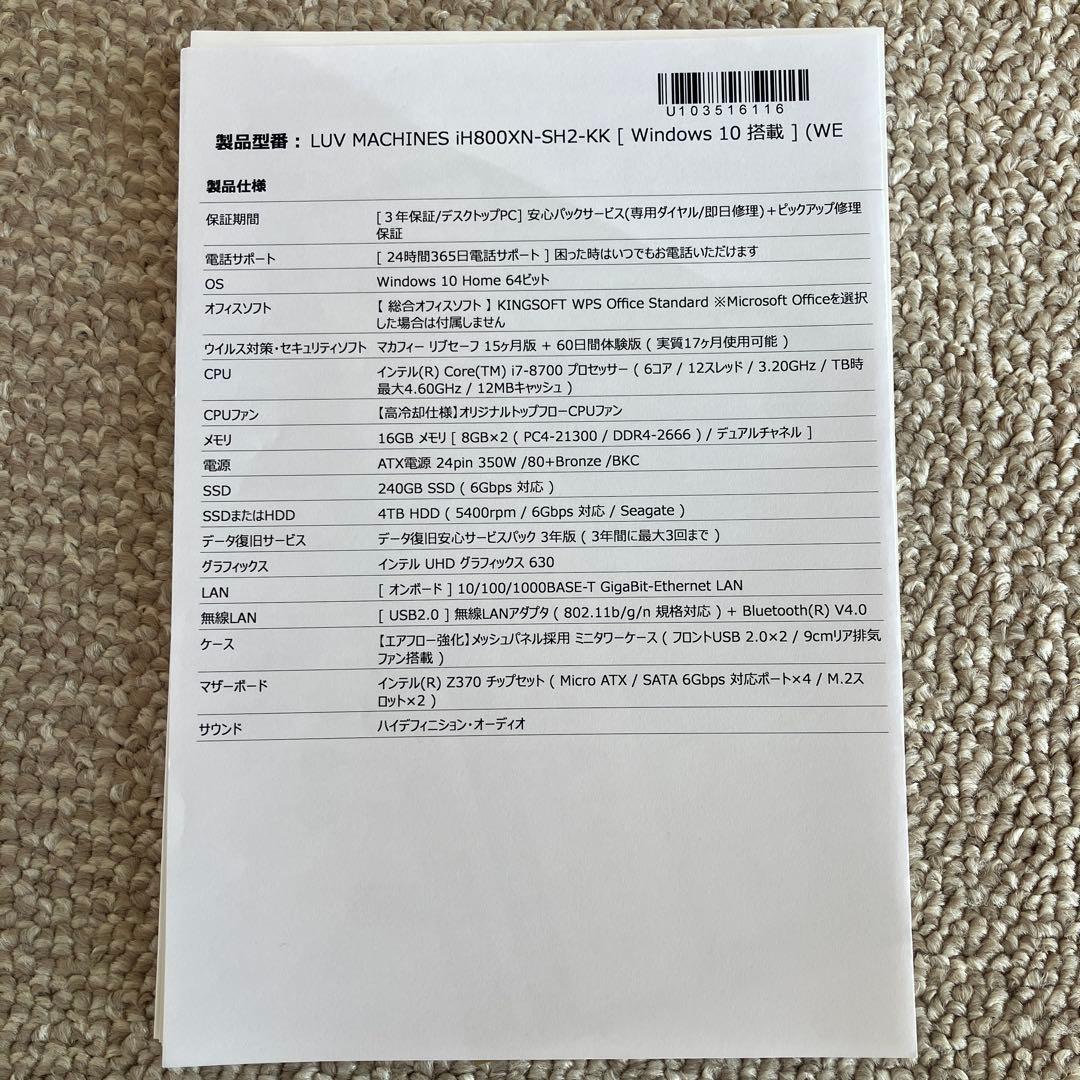 U103516116
製品型番： LUV MACHINES iH800XN-SH2-KK [ Windows 10 搭載 ] (WE
製品仕様
保証期間 [ 3年保証/デスクトップPC] 安心パックサービス(専用ダイヤル/即日修理)＋ピックアップ修理
保証
電話サポート [ 24時間365日電話サポート ] 困った時はいつでもお電話いただけます
OS Windows 10 Home 64ビット
オフィスソフト 【 総合オフィスソフト 】 KINGSOFT WPS Office Standard ※Microsoft Officeを選択
した場合は付属しません
ウイルス対策・セキュリティソフト マカフィー リブセーフ 15ヶ月版 + 60日間体験版 ( 実質17ヶ月使用可能 )
CPU インテル(R) Core(TM) i7-8700 プロセッサー ( 6コア / 12スレッド / 3.20GHz / TB時
最大4.60GHz / 12MBキャッシュ )
CPUファン 【高冷却仕様】オリジナルトップフローCPUファン
メモリ 16GB メモリ [ 8GB×2 ( PC4-21300 / DDR4-2666 ) / デュアルチャネル ]
電源 ATX電源 24pin 350W /80+Bronze /BKC
SSD 240GB SSD ( 6Gbps 対応 )
SSDまたはHDD 4TB HDD ( 5400rpm / 6Gbps 対応 / Seagate )
データ復旧サービス データ復旧安心サービスパック 3年版 ( 3年間に最大3回まで )
グラフィックス インテル UHD グラフィックス 630
LAN [ オンボード ] 10/100/1000BASE-T GigaBit-Ethernet LAN
無線LAN [ USB2.0 ] 無線LANアダプタ ( 802.11b/g/n 規格対応 ) + Bluetooth(R) V4.0
ケース 【エアフロー強化】メッシュパネル採用 ミニタワーケース ( フロントUSB 2.0×2 / 9cmリア排気
ファン搭載 )
マザーボード インテル(R) Z370 チップセット ( Micro ATX / SATA 6Gbps 対応ポート×4 / M.2ス
ロット×2 )
サウンド ハイデフィニション・オーディオ